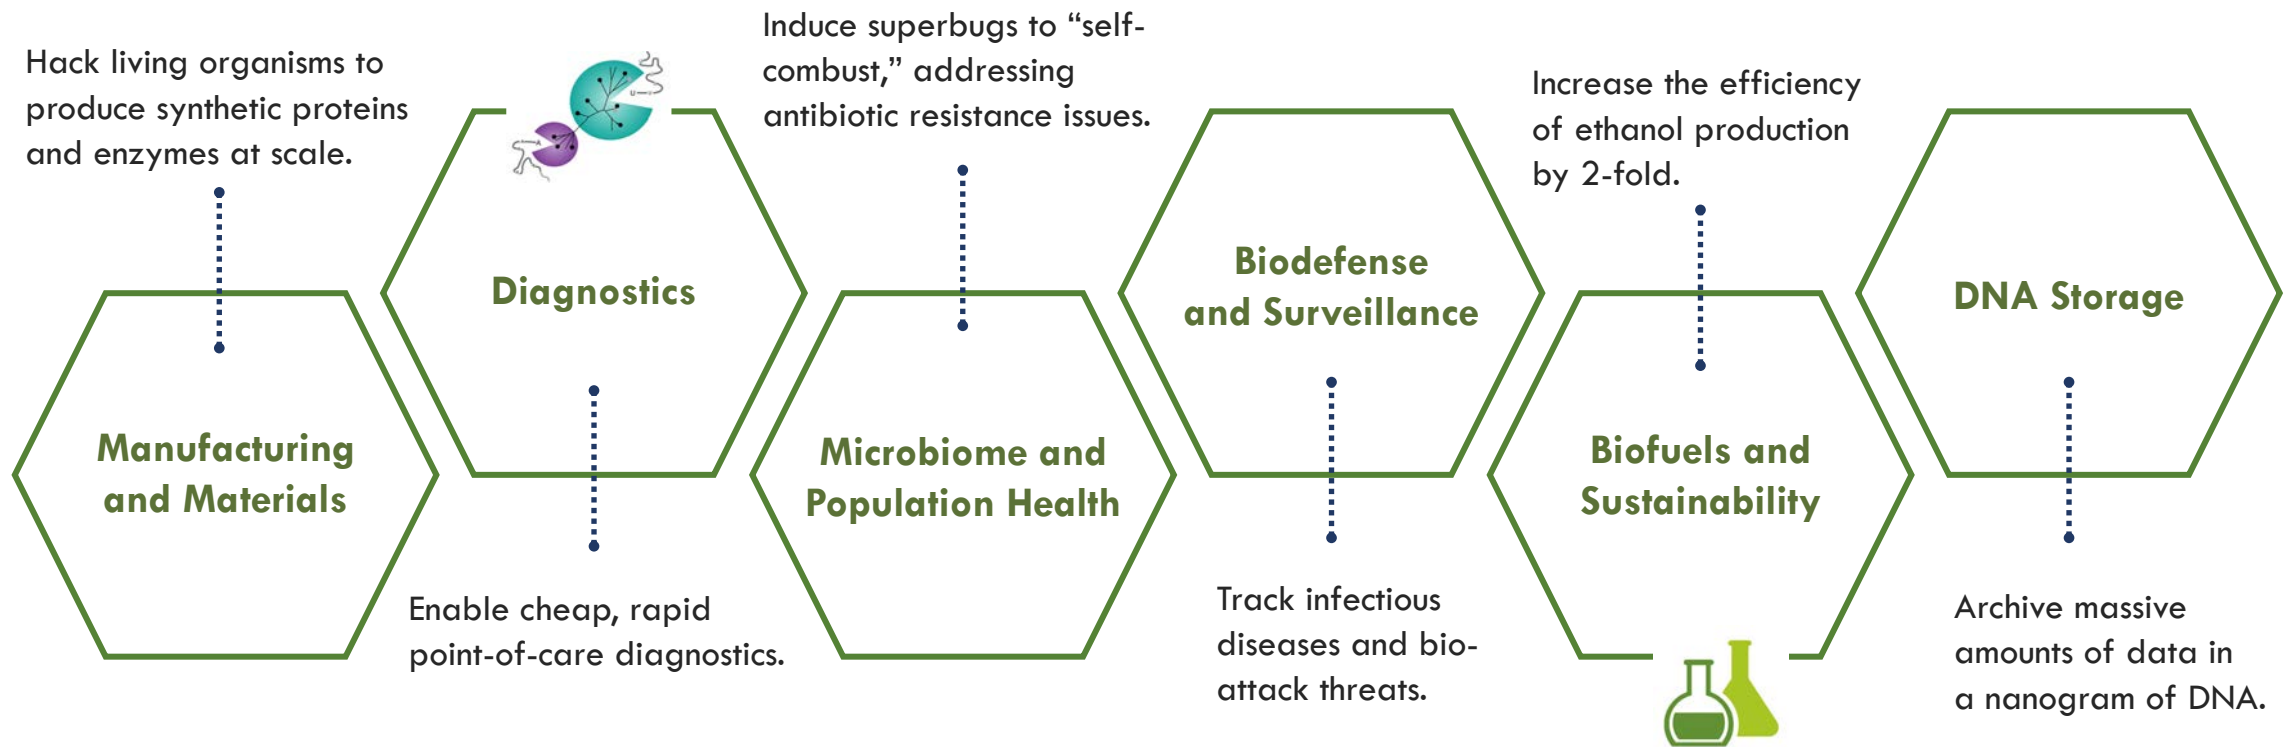 Hack living organisms to
produce synthetic proteins
and enzymes at scale.
Manufacturing
and Materials
Diagnostics
Enable cheap, rapid
point-of-care diagnostics.
Induce superbugs to “self-
combust,” addressing
antibiotic resistance issues.
Microbiome and
Population Health
Biodefense
and Surveillance
Track infectious
diseases and bio-
attack threats.
Increase the efficiency
of ethanol production
by 2-fold.
Biofuels and
Sustainability
DNA Storage
Archive massive
amounts of data in
a nanogram of DNA.